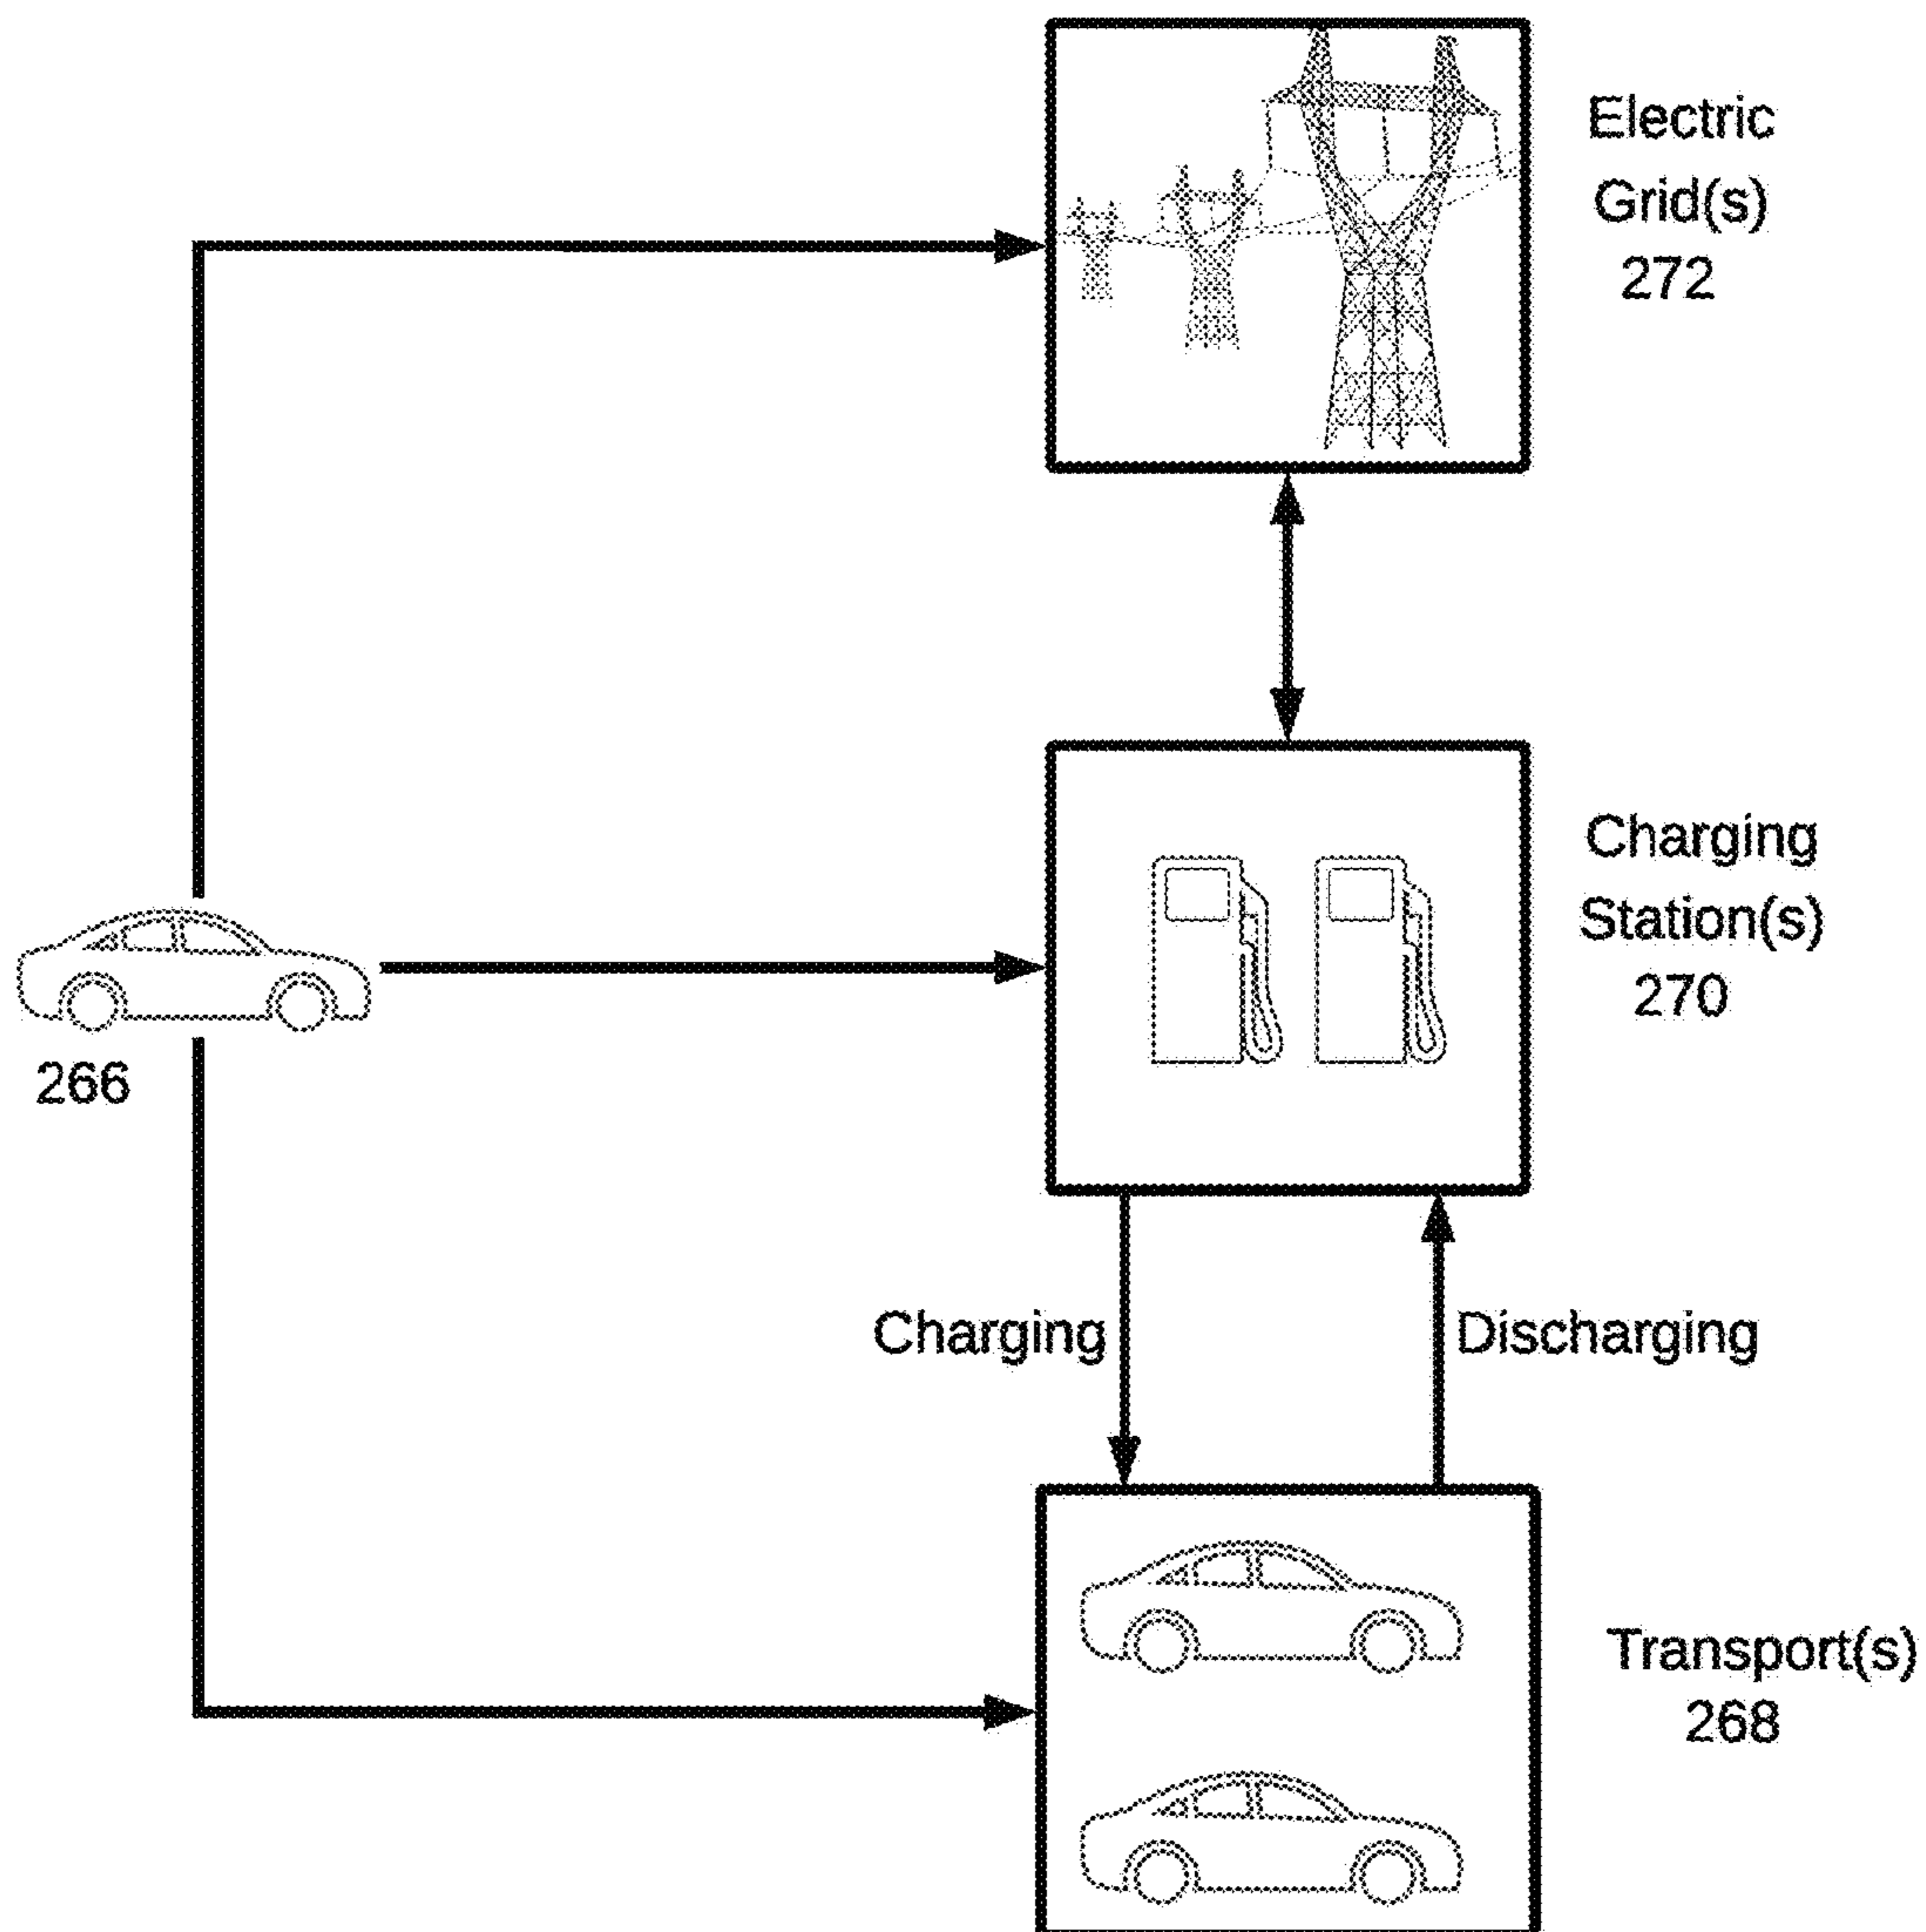 Electric
Grid(s)
272
Charging
Station(s)
270
266
Charging
Discharging
Transport(s)
268